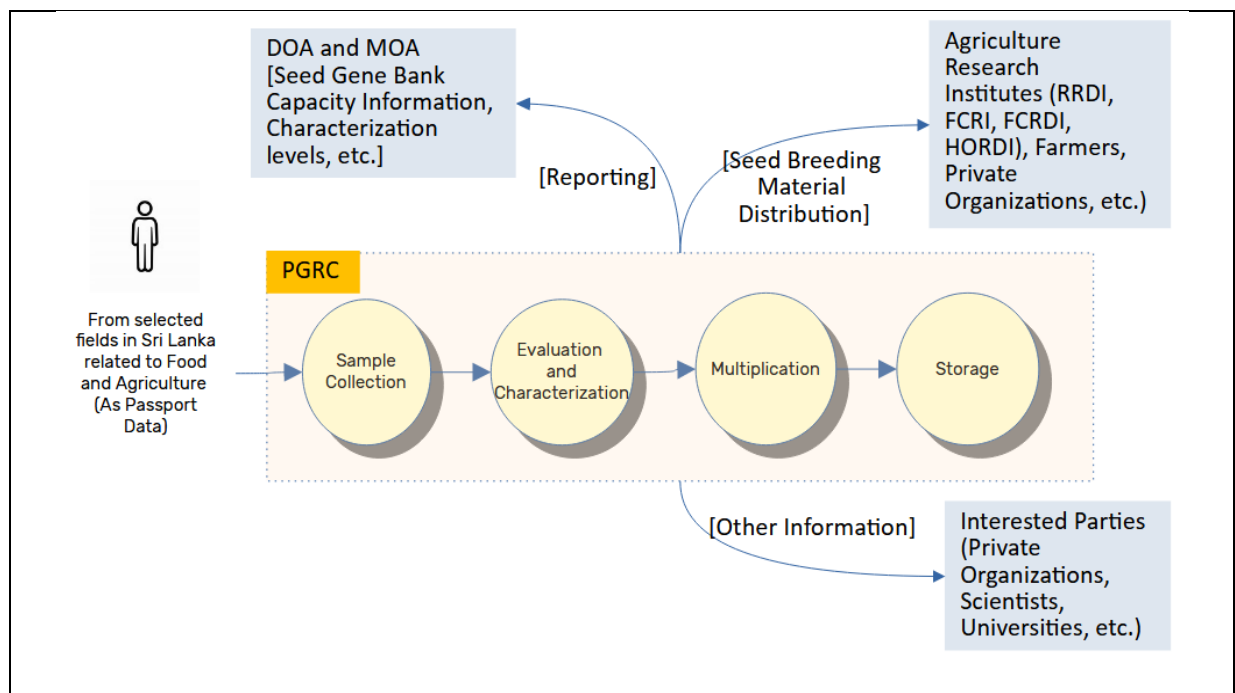 DOA and MOA
[Seed Gene Bank
Capacity Information,
Characterization
levels, etc.]
Agriculture
Research
Institutes (RRDI,
FCRI, FCRDI,
HORDI), Farmers,
Private
Organizations, etc.)
[Reporting]
[Seed Breeding
Material
Distribution]
PGRC
From selected
fields in Sri Lanka
related to Food
and Agriculture
(As Passport
Data)
Sample
Collection
Evaluation
and
Characterization
Multiplication
Storage
[Other Information]
Interested Parties
(Private
Organizations,
Scientists,
Universities, etc.)